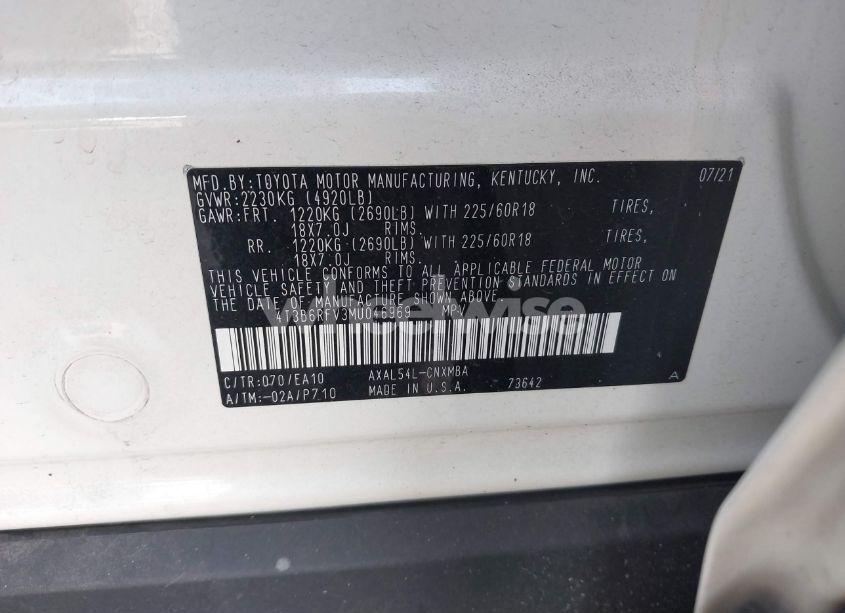 MFD.BY:TOYOTA MOTOR MANUFACTURING, KENTUCKY, INC. 07/21
GVWR:2230KG (4920LB)
GAWR:FRT. 1220KG (2690LB) WITH 225/60R18 TIRES,
18X7.0J RIMS.
RR. 1220KG (2690LB) WITH 225/60R18 TIRES,
18X7.0J RIMS.
THIS VEHICLE CONFORMS TO ALL APPLICABLE FEDERAL MOTOR
VEHICLE SAFETY AND THEFT PREVENTION STANDARDS IN EFFECT ON
THE DATE OF MANUFACTURE SHOWN ABOVE.
4T3B6RFV3MU046969 MPV
wheelwise
C/TR:070/EA10 AXAL54L-CNXMBA
A/TM:-02A/P710 MADE IN U.S.A. 73642 A